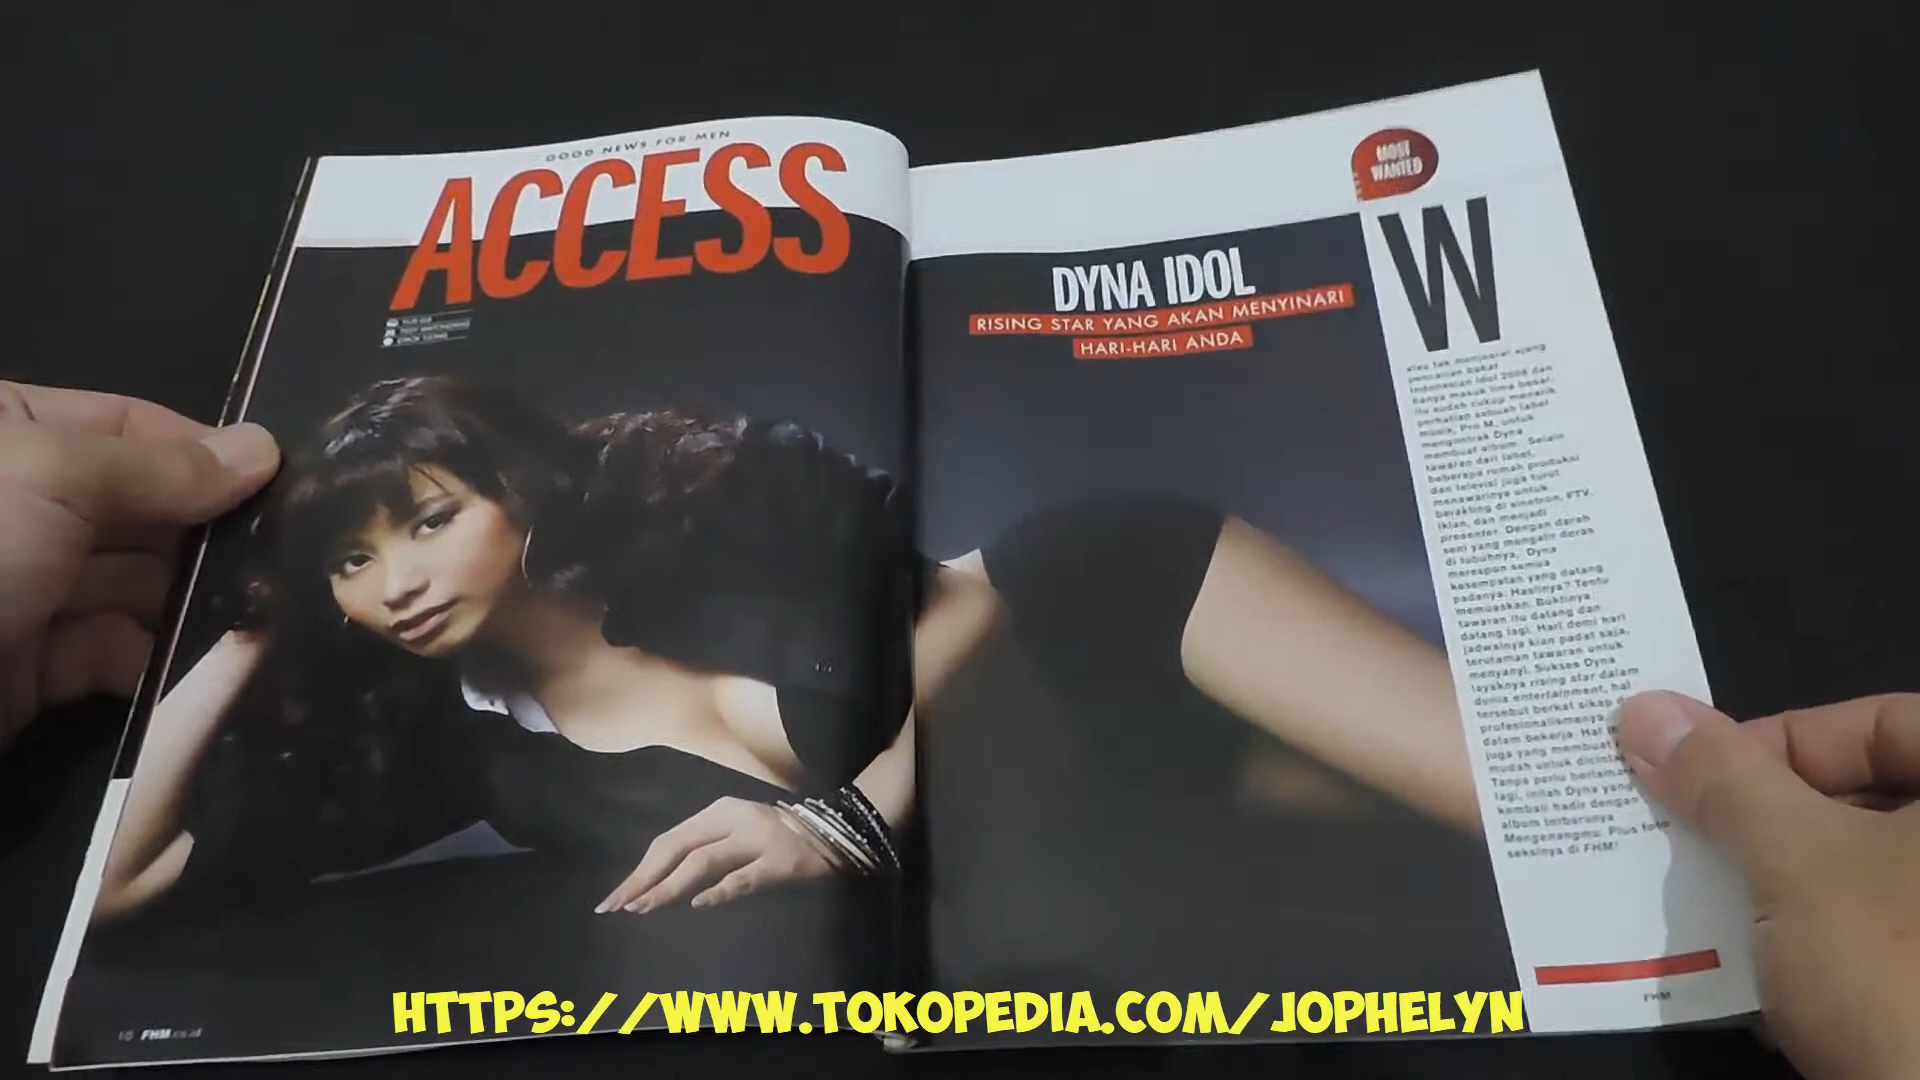 GOOD NEWS FOR MEN
ACCESS
MOST
WANTED
DYNA IDOL
RISING STAR YANG AKAN MENYINARI
HARI-HARI ANDA
W
atau tak menjuarai ajang
pencarian bakat
Indonesian Idol 2008 dan
hanya masuk lima besar,
itu sudah cukup menarik
perhatian sebuah label
musik, Pro M, untuk
mengontrak Dyna
membuat album. Selain
tawaran dari label,
beberapa rumah produksi
dan televisi juga turut
menawarinya untuk
berakting di sinetron, FTV,
iklan, dan menjadi
presenter. Dengan darah
seni yang mengalir deras
di tubuhnya, Dyna
merespon semua
kesempatan yang datang
padanya. Hasilnya? Tentu
memuaskan. Buktinya
tawaran itu datang dan
datang lagi. Hari demi hari
jadwalnya kian padat saja,
terutaman tawaran untuk
menyanyi. Sukses Dyna
layaknya rising star dalam
dunia entertainment, hal
tersebut berkat sikap
profesionalismenya
dalam bekerja. Hal
juga yang membuat
mudah untuk
Tanpa perlu
lagi, inilah Dyna yang
kembali hadir dengan
album terbarunya
Mengenangmu. Plus foto
seksinya di FHM!
10 FHM.co.id
FHM
HTTPS://WWW.TOKOPEDIA.COM/JOPHELYN